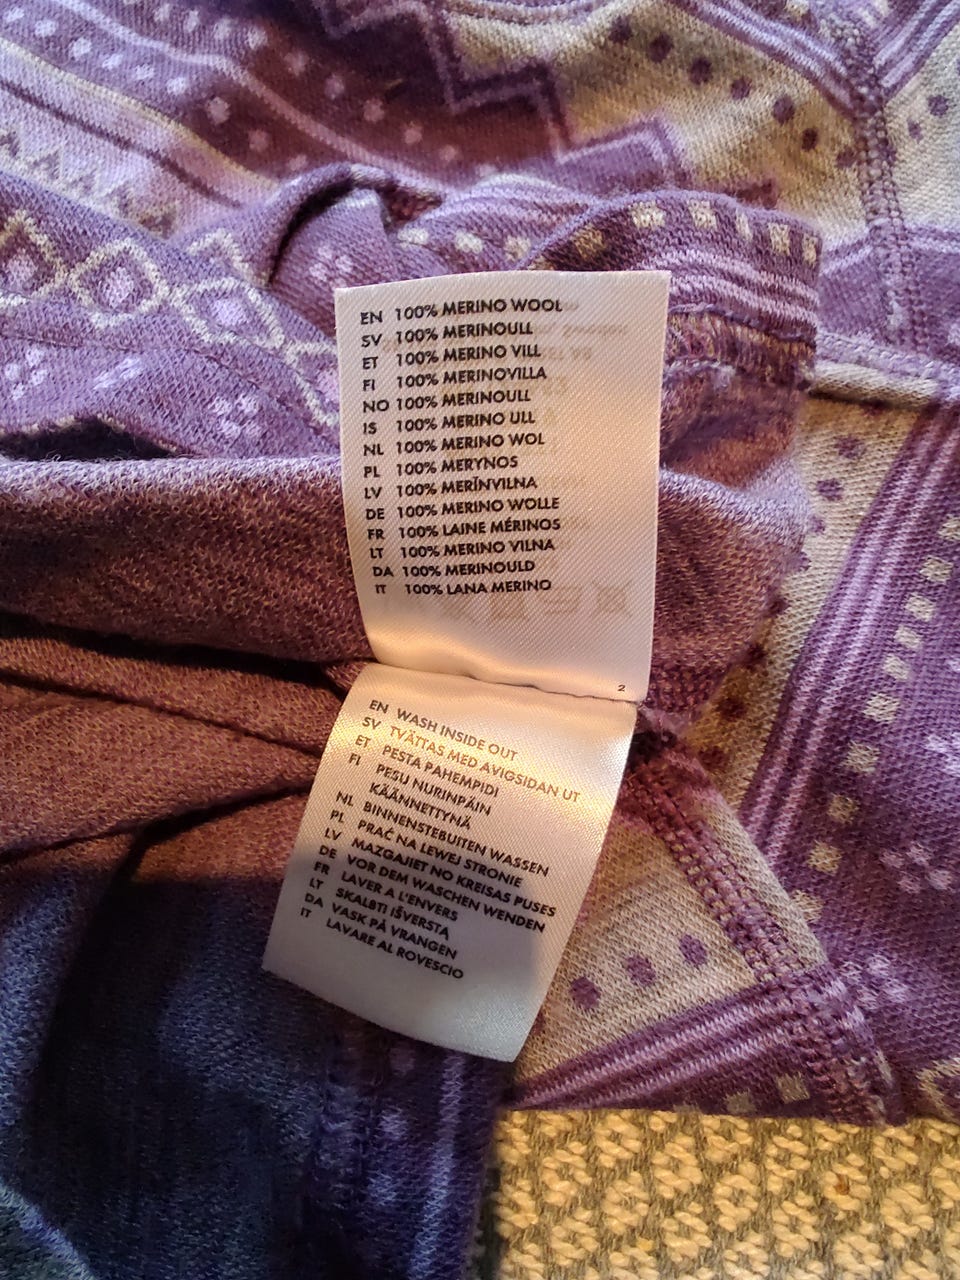 EN 100% MERINO WOOL
SV 100% MERINOULL
ET 100% MERINO VILL
FI 100% MERINOVILLA
NO 100% MERINOULL
IS 100% MERINO ULL
NL 100% MERINO WOL
PL 100% MERYNOS
LV 100% MERĪNVILNA
DE 100% MERINO WOLLE
FR 100% LAINE MÉRINOS
LT 100% MERINO VILNA
DA 100% MERINOULD
IT 100% LANA MERINO
2
EN WASH INSIDE OUT
SV TVÄTTAS MED AVIGSIDAN UT
ET PESTA PAHEMPIDI
FI PESU NURINPÄIN
KÄÄNNETTYNÄ
NL BINNENSTEBUITEN WASSEN
PL PRAĆ NA LEWEJ STRONIE
LV MAZGAJIET NO KREISAS PUSES
DE VOR DEM WASCHEN WENDEN
FR LAVER A L'ENVERS
LT SKALBTI IŠVERSTĄ
DA VASK PÅ VRANGEN
IT LAVARE AL ROVESCIO